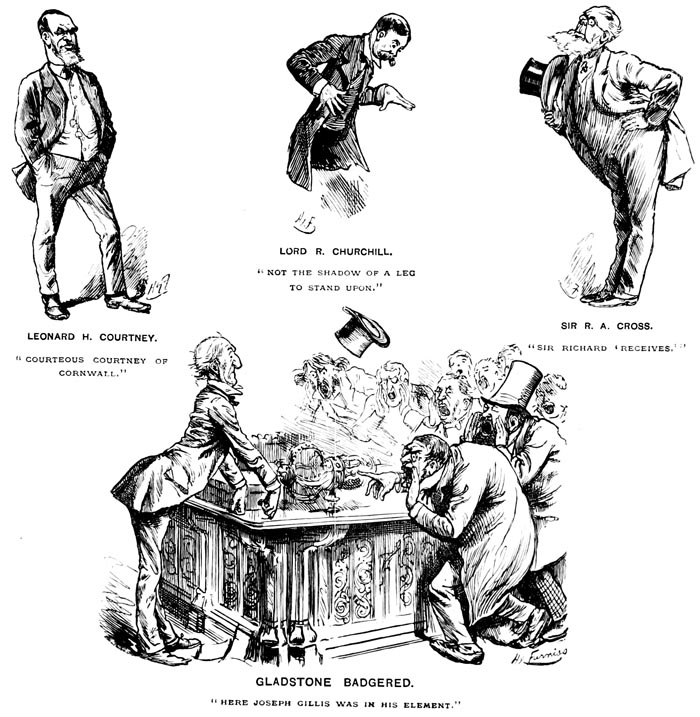 LORD R. CHURCHILL.
"NOT THE SHADOW OF A LEG
TO STAND UPON."
LEONARD H. COURTNEY.
"COURTEOUS COURTNEY OF
CORNWALL."
SIR R. A. CROSS.
"SIR RICHARD 'RECEIVES.'"
H. Furniss
GLADSTONE BADGERED.
"HERE JOSEPH GILLIS WAS IN HIS ELEMENT."